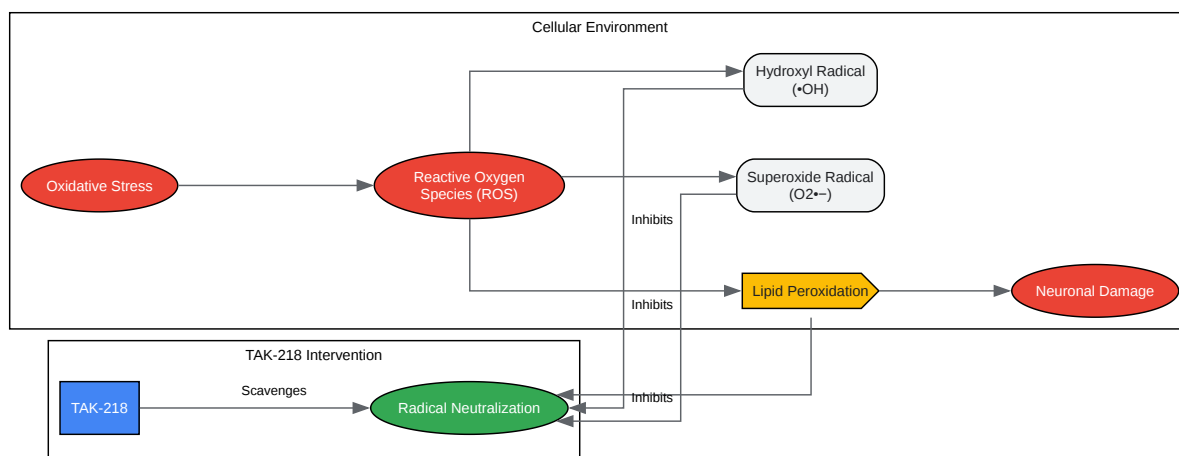 Cellular Environment
Hydroxyl Radical
(•OH)
Oxidative Stress
Reactive Oxygen
Species (ROS)
Superoxide Radical
(O2•−)
Inhibits
Lipid Peroxidation
Neuronal Damage
Inhibits
TAK-218 Intervention
TAK-218
Scavenges
Radical Neutralization
Inhibits